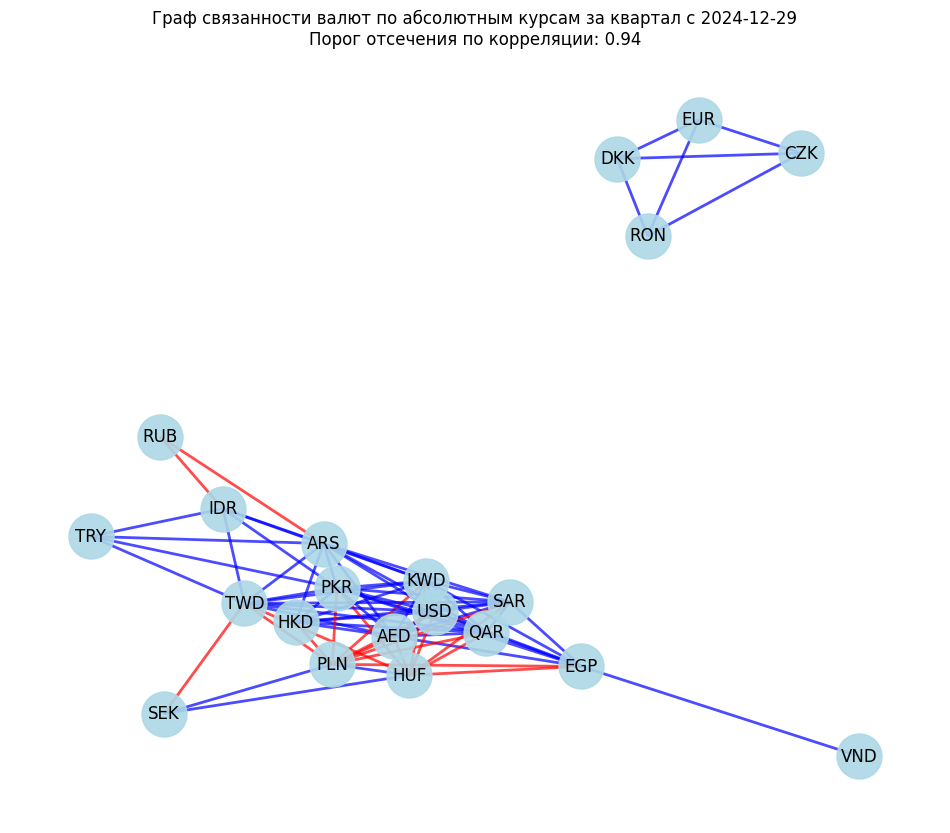 Граф связанности валют по абсолютным курсам за квартал с 2024-12-29
Порог отсечения по корреляции: 0.94
EUR
CZK
DKK
RON
RUB
IDR
TRY
ARS
KWD
PKR
SAR
TWD
USD
HKD
QAR
AED
PLN
EGP
HUF
SEK
VND